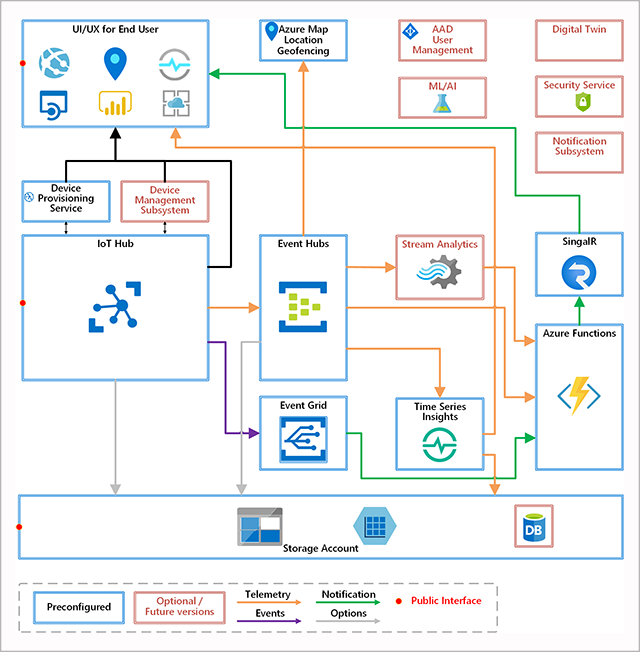 UI/UX for End User
Azure Map
Location
Geofencing
AAD
User
Management
Digital Twin
ML/AI
Security Service
Notification
Subsystem
Device
Provisioning
Service
Device
Management
Subsystem
IoT Hub
Event Hubs
Stream Analytics
SingalR
Azure Functions
Event Grid
Time Series
Insights
DB
Storage Account
Preconfigured
Optional /
Future versions
Telemetry
Notification
Events
Options
Public Interface